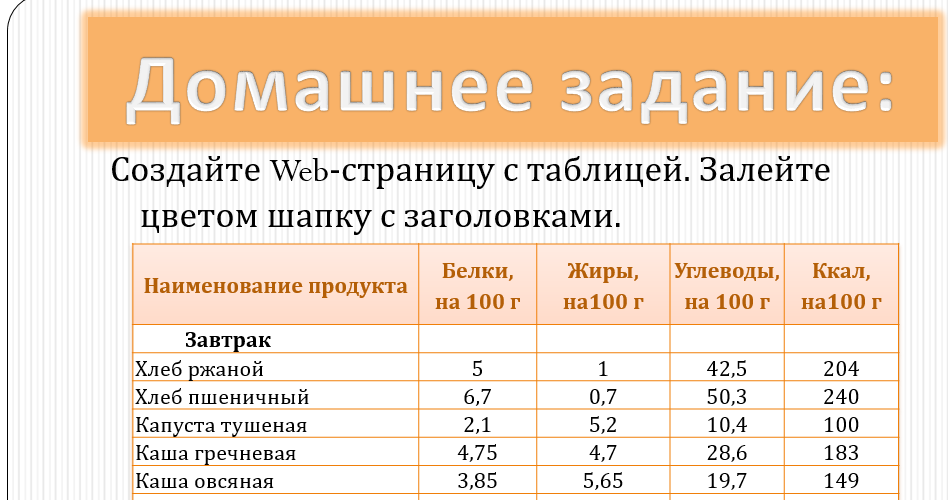 Домашнее задание:
Создайте Web-страницу с таблицей. Залейте
цветом шапку с заголовками.
Наименование продукта Белки, на 100 г Жиры, на100 г Углеводы, на 100 г Ккал, на100 г
Завтрак
Хлеб ржаной 5 1 42,5 204
Хлеб пшеничный 6,7 0,7 50,3 240
Капуста тушеная 2,1 5,2 10,4 100
Каша гречневая 4,75 4,7 28,6 183
Каша овсяная 3,85 5,65 19,7 149